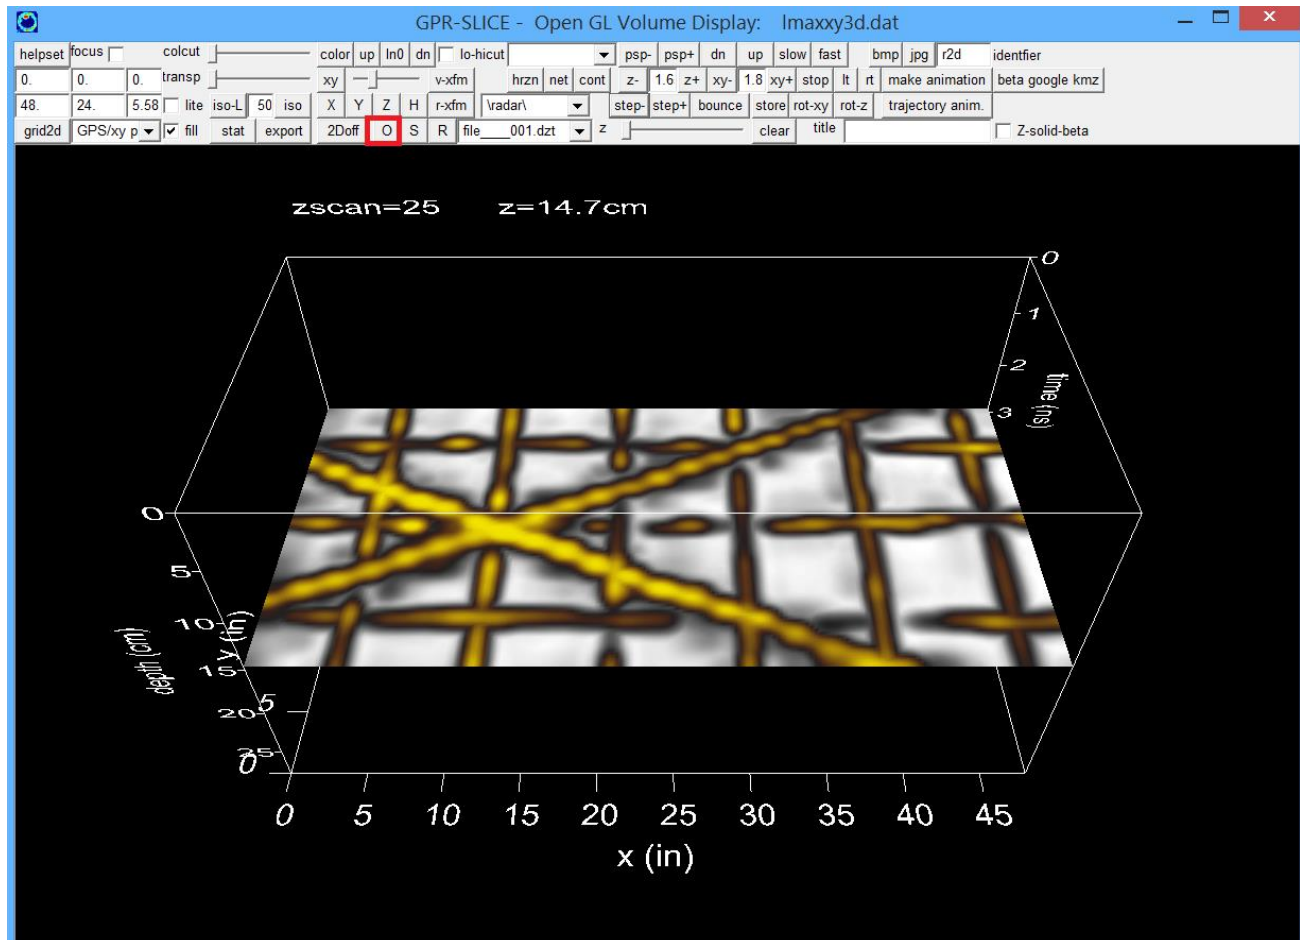 GPR-SLICE - Open GL Volume Display: Imaxxy3d.dat
helpset focus colcut color up ln0 dn lo-hicut psp- psp+ dn up slow fast bmp jpg r2d identfier
0. 0. 0. transp xy v-xfm hrzn net cont z- 1.6 z+ xy- 1.8 xy+ stop lt rt make animation beta google kmz
48. 24. 5.58 lite iso-L 50 iso X Y Z H r-xfm \radar\ step- step+ bounce store rot-xy rot-z trajectory anim.
grid2d GPS/xy p fill stat export 2Doff O S R file____001.dzt z clear title Z-solid-beta
zscan=25 z=14.7cm
0
1
2
3
time (ns)
0
5
10
15
20
25
depth (cm)
y (in)
5
0
0 5 10 15 20 25 30 35 40 45
x (in)